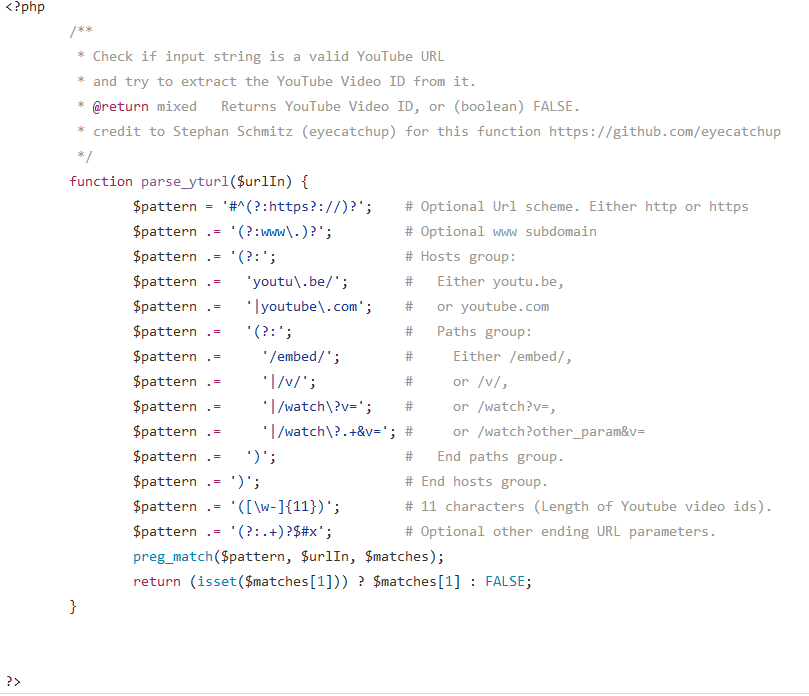 <?php
        /**
         * Check if input string is a valid YouTube URL
         * and try to extract the YouTube Video ID from it.
         * @return mixed   Returns YouTube Video ID, or (boolean) FALSE.
         * credit to Stephan Schmitz (eyecatchup) for this function https://github.com/eyecatchup
         */
        function parse_yturl($urlIn) {
                $pattern = '#^(?:https?://)?';    # Optional Url scheme. Either http or https
                $pattern .= '(?:www\.)?';         # Optional www subdomain
                $pattern .= '(?:';                # Hosts group:
                $pattern .=   'youtu\.be/';       #   Either youtu.be,
                $pattern .=   '|youtube\.com';    #   or youtube.com
                $pattern .=   '(?:';              #   Paths group:
                $pattern .=     '/embed/';        #     Either /embed/,
                $pattern .=     '|/v/';           #     or /v/,
                $pattern .=     '|/watch\?v=';    #     or /watch?v=,
                $pattern .=     '|/watch\?.+&v='; #     or /watch?other_param&v=
                $pattern .=   ')';                #   End paths group.
                $pattern .= ')';                  # End hosts group.
                $pattern .= '([\w-]{11})';        # 11 characters (Length of Youtube video ids).
                $pattern .= '(?:.+)?$#x';         # Optional other ending URL parameters.
                preg_match($pattern, $urlIn, $matches);
                return (isset($matches[1])) ? $matches[1] : FALSE;
        }
?>